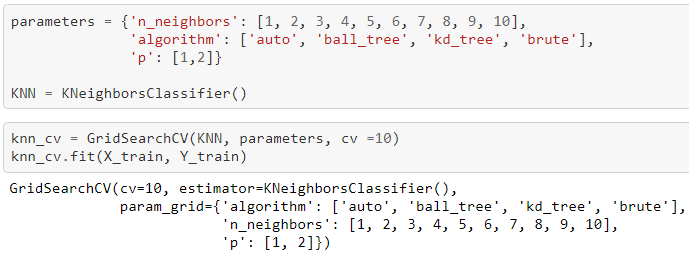 parameters = {'n_neighbors': [1, 2, 3, 4, 5, 6, 7, 8, 9, 10],
              'algorithm': ['auto', 'ball_tree', 'kd_tree', 'brute'],
              'p': [1,2]}
KNN = KNeighborsClassifier()
knn_cv = GridSearchCV(KNN, parameters, cv =10)
knn_cv.fit(X_train, Y_train)
GridSearchCV(cv=10, estimator=KNeighborsClassifier(),
             param_grid={'algorithm': ['auto', 'ball_tree', 'kd_tree', 'brute'],
                         'n_neighbors': [1, 2, 3, 4, 5, 6, 7, 8, 9, 10],
                         'p': [1, 2]})